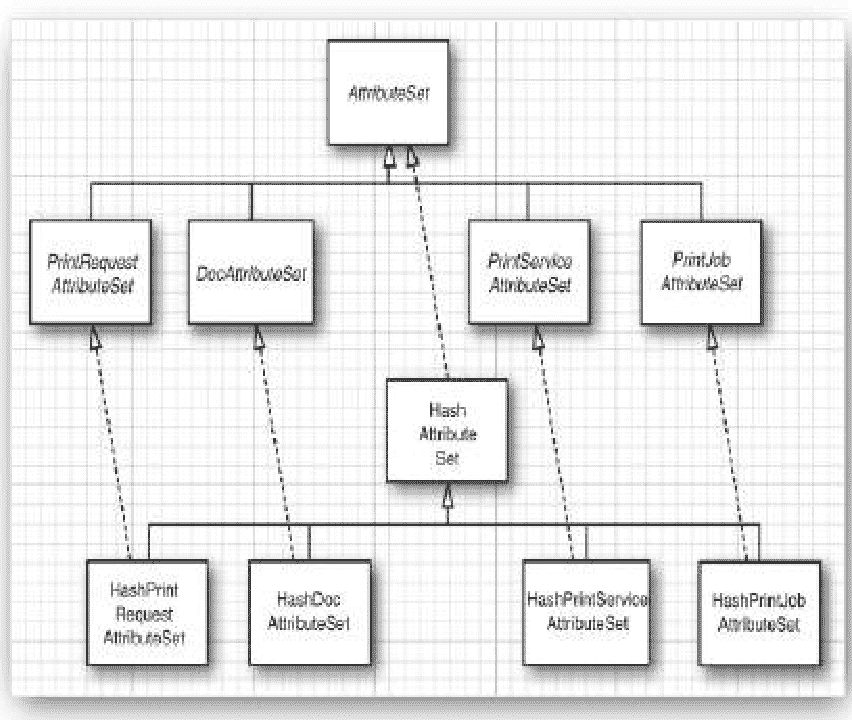 AttributeSet
PrintRequest
AttributeSet
DocAttributeSet
PrintService
AttributeSet
PrintJob
AttributeSet
Hash
Attribute
Set
HashPrint
Request
AttributeSet
HashDoc
AttributeSet
HashPrintService
AttributeSet
HashPrintJob
AttributeSet